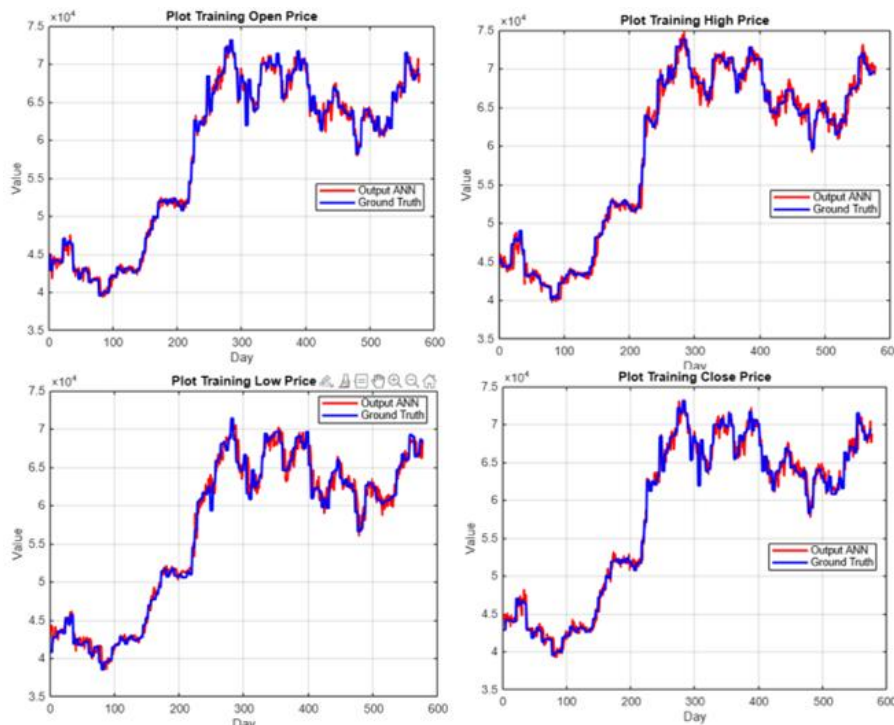 Plot Training Open Price
×10⁴
7.5
7
6.5
6
5.5
5
4.5
4
3.5
Value
0 100 200 300 400 500 600
Day
Output ANN
Ground Truth
Plot Training High Price
×10⁴
7.5
7
6.5
6
5.5
5
4.5
4
3.5
Value
0 100 200 300 400 500 600
Day
Output ANN
Ground Truth
Plot Training Low Price
×10⁴
7.5
7
6.5
6
5.5
5
4.5
4
3.5
Value
0 100 200 300 400 500 600
Day
Output ANN
Ground Truth
Plot Training Close Price
×10⁴
7.5
7
6.5
6
5.5
5
4.5
4
3.5
Value
0 100 200 300 400 500 600
Day
Output ANN
Ground Truth